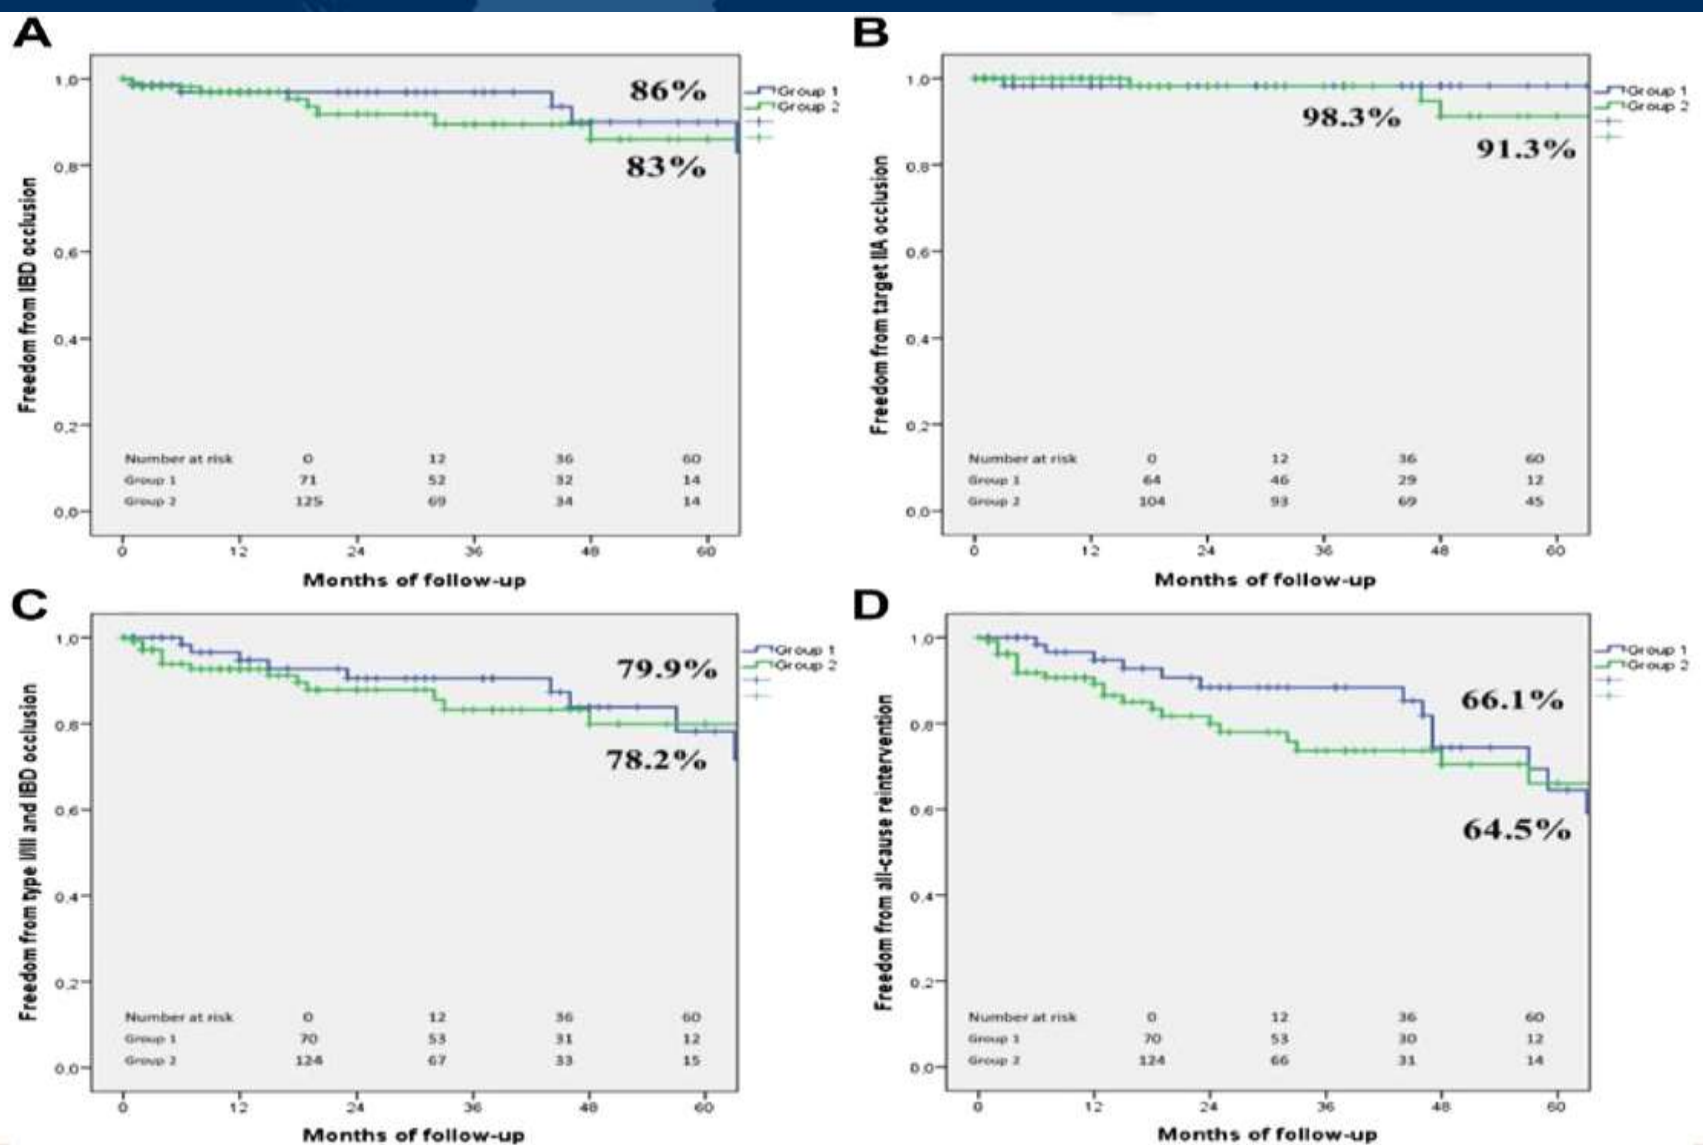 A
Freedom from IBD occlusion
1,0
0,8
0,6
0,4
0,2
0,0
86%
83%
Group 1
Group 2
Number at risk 0 12 36 60
Group 1 71 52 32 14
Group 2 125 69 34 14
0 12 24 36 48 60
Months of follow-up
B
Freedom from target IIA occlusion
1,0
0,8
0,6
0,4
0,2
0,0
98.3%
91.3%
Group 1
Group 2
Number at risk 0 12 36 60
Group 1 64 46 29 12
Group 2 104 93 69 45
0 12 24 36 48 60
Months of follow-up
C
Freedom from type I/III and IBD occlusion
1,0
0,8
0,6
0,4
0,2
0,0
79.9%
78.2%
Group 1
Group 2
Number at risk 0 12 36 60
Group 1 70 53 31 12
Group 2 124 67 33 15
0 12 24 36 48 60
Months of follow-up
D
Freedom from all-cause reintervention
1,0
0,8
0,6
0,4
0,2
0,0
66.1%
64.5%
Group 1
Group 2
Number at risk 0 12 36 60
Group 1 70 53 30 12
Group 2 124 66 31 14
0 12 24 36 48 60
Months of follow-up